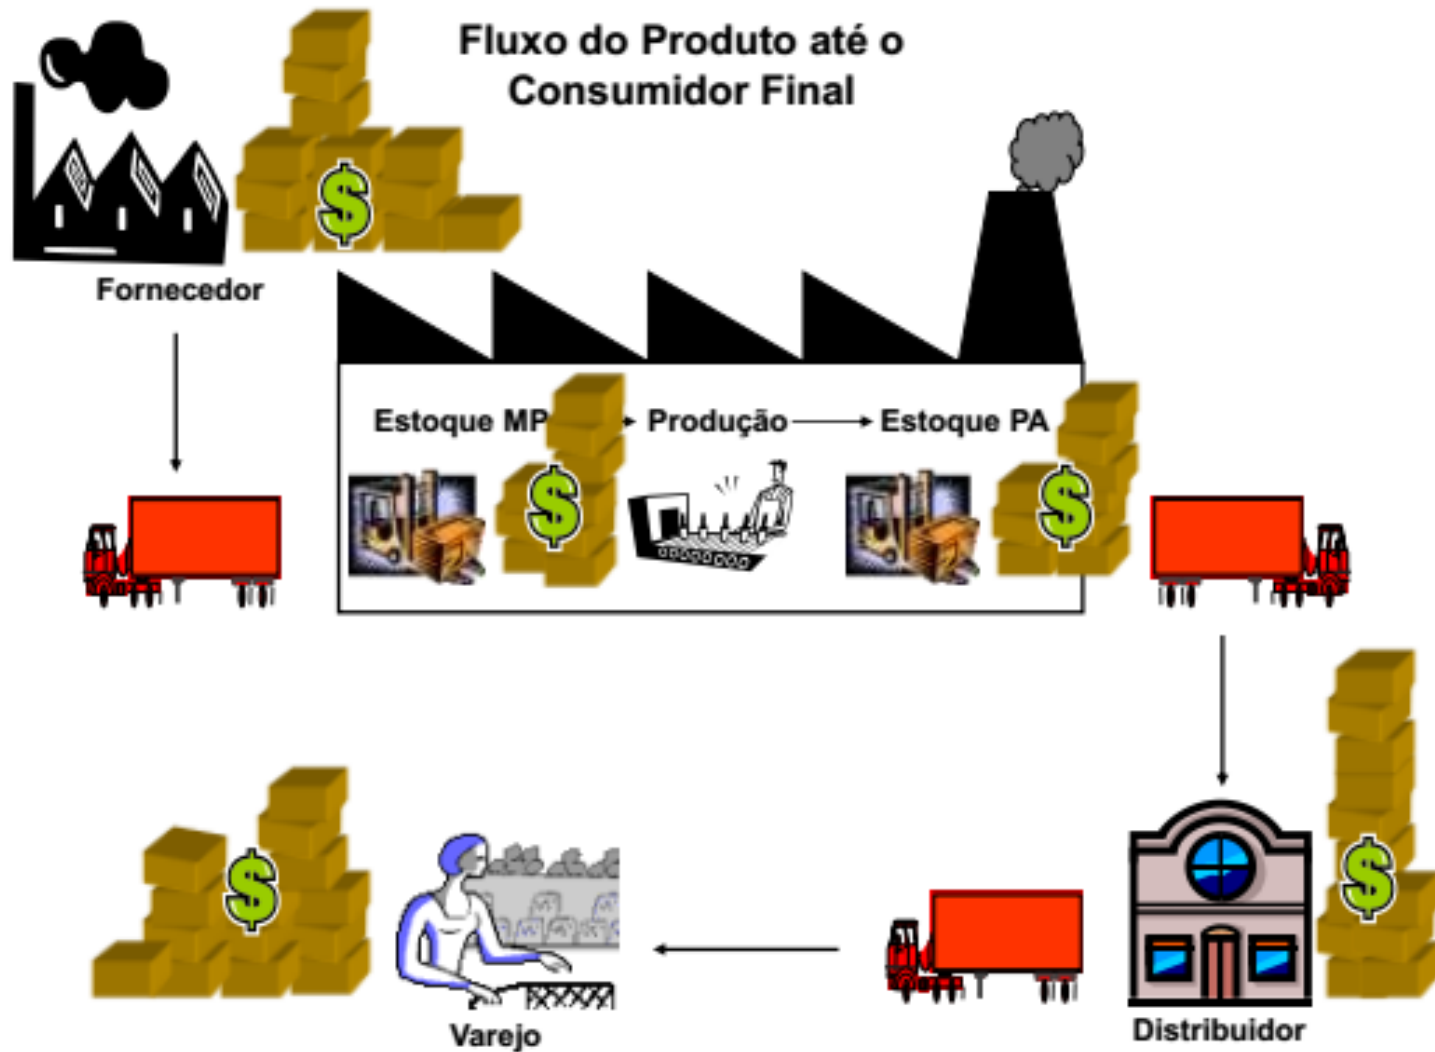 Fluxo do Produto até o
Consumidor Final
$
Fornecedor
Estoque MP
Produção
Estoque PA
$
$
$
$
Varejo
Distribuidor